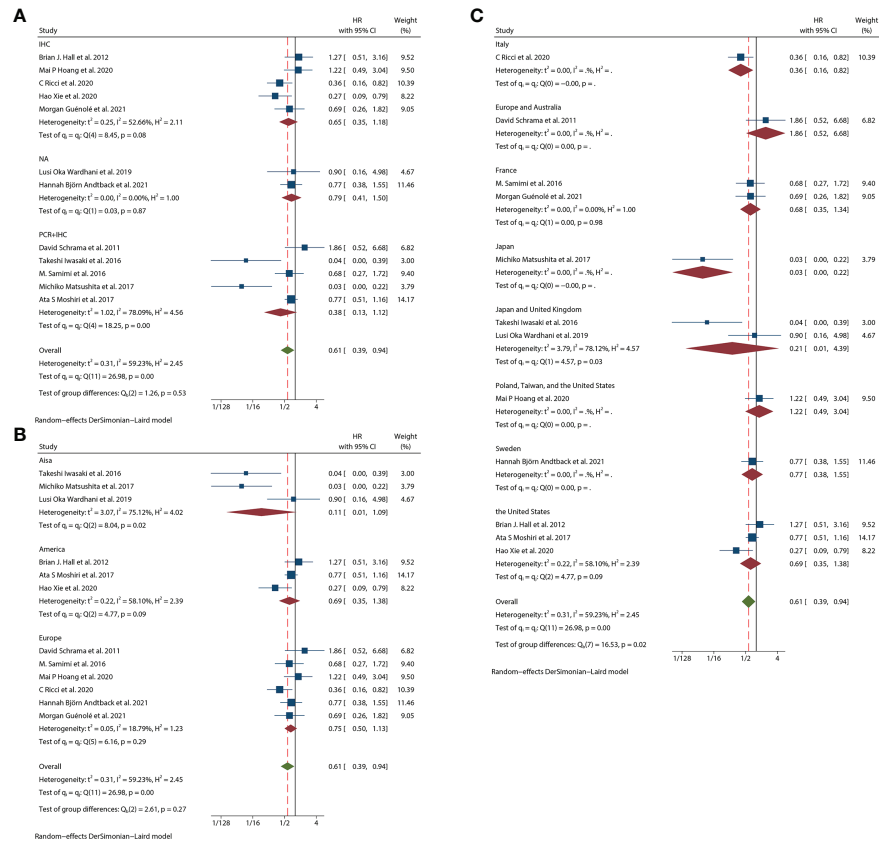 A
Study HR with 95% CI Weight (%)
IHC
Brian J. Hall et al. 2012 1.27 [ 0.51, 3.16] 9.52
Mai P Hoang et al. 2020 1.22 [ 0.49, 3.04] 9.50
C Ricci et al. 2020 0.36 [ 0.16, 0.82] 10.39
Hao Xie et al. 2020 0.27 [ 0.09, 0.79] 8.22
Morgan Guénolé et al. 2021 0.69 [ 0.26, 1.82] 9.05
Heterogeneity: τ² = 0.25, I² = 52.66%, H² = 2.11 0.65 [ 0.35, 1.18]
Test of qᵢ = qⱼ: Q(4) = 8.45, p = 0.08
NA
Lusi Oka Wardhani et al. 2019 0.90 [ 0.16, 4.98] 4.67
Hannah Björn Andtback et al. 2021 0.77 [ 0.38, 1.55] 11.46
Heterogeneity: τ² = 0.00, I² = 0.00%, H² = 1.00 0.79 [ 0.41, 1.50]
Test of qᵢ = qⱼ: Q(1) = 0.03, p = 0.87
PCR+IHC
David Schrama et al. 2011 1.86 [ 0.52, 6.68] 6.82
Takeshi Iwasaki et al. 2016 0.04 [ 0.00, 0.39] 3.00
M. Samimi et al. 2016 0.68 [ 0.27, 1.72] 9.40
Michiko Matsushita et al. 2017 0.03 [ 0.00, 0.22] 3.79
Ata S Moshiri et al. 2017 0.77 [ 0.51, 1.16] 14.17
Heterogeneity: τ² = 1.02, I² = 78.09%, H² = 4.56 0.38 [ 0.13, 1.12]
Test of qᵢ = qⱼ: Q(4) = 18.25, p = 0.00
Overall 0.61 [ 0.39, 0.94]
Heterogeneity: τ² = 0.31, I² = 59.23%, H² = 2.45
Test of qᵢ = qⱼ: Q(11) = 26.98, p = 0.00
Test of group differences: Qb(2) = 1.26, p = 0.53
1/128 1/16 1/2 4
Random−effects DerSimonian−Laird model
B
Study HR with 95% CI Weight (%)
Aisa
Takeshi Iwasaki et al. 2016 0.04 [ 0.00, 0.39] 3.00
Michiko Matsushita et al. 2017 0.03 [ 0.00, 0.22] 3.79
Lusi Oka Wardhani et al. 2019 0.90 [ 0.16, 4.98] 4.67
Heterogeneity: τ² = 3.07, I² = 75.12%, H² = 4.02 0.11 [ 0.01, 1.09]
Test of qᵢ = qⱼ: Q(2) = 8.04, p = 0.02
America
Brian J. Hall et al. 2012 1.27 [ 0.51, 3.16] 9.52
Ata S Moshiri et al. 2017 0.77 [ 0.51, 1.16] 14.17
Hao Xie et al. 2020 0.27 [ 0.09, 0.79] 8.22
Heterogeneity: τ² = 0.22, I² = 58.10%, H² = 2.39 0.69 [ 0.35, 1.38]
Test of qᵢ = qⱼ: Q(2) = 4.77, p = 0.09
Europe
David Schrama et al. 2011 1.86 [ 0.52, 6.68] 6.82
M. Samimi et al. 2016 0.68 [ 0.27, 1.72] 9.40
Mai P Hoang et al. 2020 1.22 [ 0.49, 3.04] 9.50
C Ricci et al. 2020 0.36 [ 0.16, 0.82] 10.39
Hannah Björn Andtback et al. 2021 0.77 [ 0.38, 1.55] 11.46
Morgan Guénolé et al. 2021 0.69 [ 0.26, 1.82] 9.05
Heterogeneity: τ² = 0.05, I² = 18.79%, H² = 1.23 0.75 [ 0.50, 1.13]
Test of qᵢ = qⱼ: Q(5) = 6.16, p = 0.29
Overall 0.61 [ 0.39, 0.94]
Heterogeneity: τ² = 0.31, I² = 59.23%, H² = 2.45
Test of qᵢ = qⱼ: Q(11) = 26.98, p = 0.00
Test of group differences: Qb(2) = 2.61, p = 0.27
1/128 1/16 1/2 4
Random−effects DerSimonian−Laird model
C
Study HR with 95% CI Weight (%)
Italy
C Ricci et al. 2020 0.36 [ 0.16, 0.82] 10.39
Heterogeneity: τ² = 0.00, I² = .%, H² = . 0.36 [ 0.16, 0.82]
Test of qᵢ = qⱼ: Q(0) = −0.00, p = .
Europe and Australia
David Schrama et al. 2011 1.86 [ 0.52, 6.68] 6.82
Heterogeneity: τ² = 0.00, I² = .%, H² = . 1.86 [ 0.52, 6.68]
Test of qᵢ = qⱼ: Q(0) = 0.00, p = .
France
M. Samimi et al. 2016 0.68 [ 0.27, 1.72] 9.40
Morgan Guénolé et al. 2021 0.69 [ 0.26, 1.82] 9.05
Heterogeneity: τ² = 0.00, I² = 0.00%, H² = 1.00 0.68 [ 0.35, 1.34]
Test of qᵢ = qⱼ: Q(1) = 0.00, p = 0.98
Japan
Michiko Matsushita et al. 2017 0.03 [ 0.00, 0.22] 3.79
Heterogeneity: τ² = 0.00, I² = .%, H² = . 0.03 [ 0.00, 0.22]
Test of qᵢ = qⱼ: Q(0) = −0.00, p = .
Japan and United Kingdom
Takeshi Iwasaki et al. 2016 0.04 [ 0.00, 0.39] 3.00
Lusi Oka Wardhani et al. 2019 0.90 [ 0.16, 4.98] 4.67
Heterogeneity: τ² = 3.79, I² = 78.12%, H² = 4.57 0.21 [ 0.01, 4.39]
Test of qᵢ = qⱼ: Q(1) = 4.57, p = 0.03
Poland, Taiwan, and the United States
Mai P Hoang et al. 2020 1.22 [ 0.49, 3.04] 9.50
Heterogeneity: τ² = 0.00, I² = .%, H² = . 1.22 [ 0.49, 3.04]
Test of qᵢ = qⱼ: Q(0) = 0.00, p = .
Sweden
Hannah Björn Andtback et al. 2021 0.77 [ 0.38, 1.55] 11.46
Heterogeneity: τ² = 0.00, I² = .%, H² = . 0.77 [ 0.38, 1.55]
Test of qᵢ = qⱼ: Q(0) = 0.00, p = .
the United States
Brian J. Hall et al. 2012 1.27 [ 0.51, 3.16] 9.52
Ata S Moshiri et al. 2017 0.77 [ 0.51, 1.16] 14.17
Hao Xie et al. 2020 0.27 [ 0.09, 0.79] 8.22
Heterogeneity: τ² = 0.22, I² = 58.10%, H² = 2.39 0.69 [ 0.35, 1.38]
Test of qᵢ = qⱼ: Q(2) = 4.77, p = 0.09
Overall 0.61 [ 0.39, 0.94]
Heterogeneity: τ² = 0.31, I² = 59.23%, H² = 2.45
Test of qᵢ = qⱼ: Q(11) = 26.98, p = 0.00
Test of group differences: Qb(7) = 16.53, p = 0.02
1/128 1/16 1/2 4
Random−effects DerSimonian−Laird model